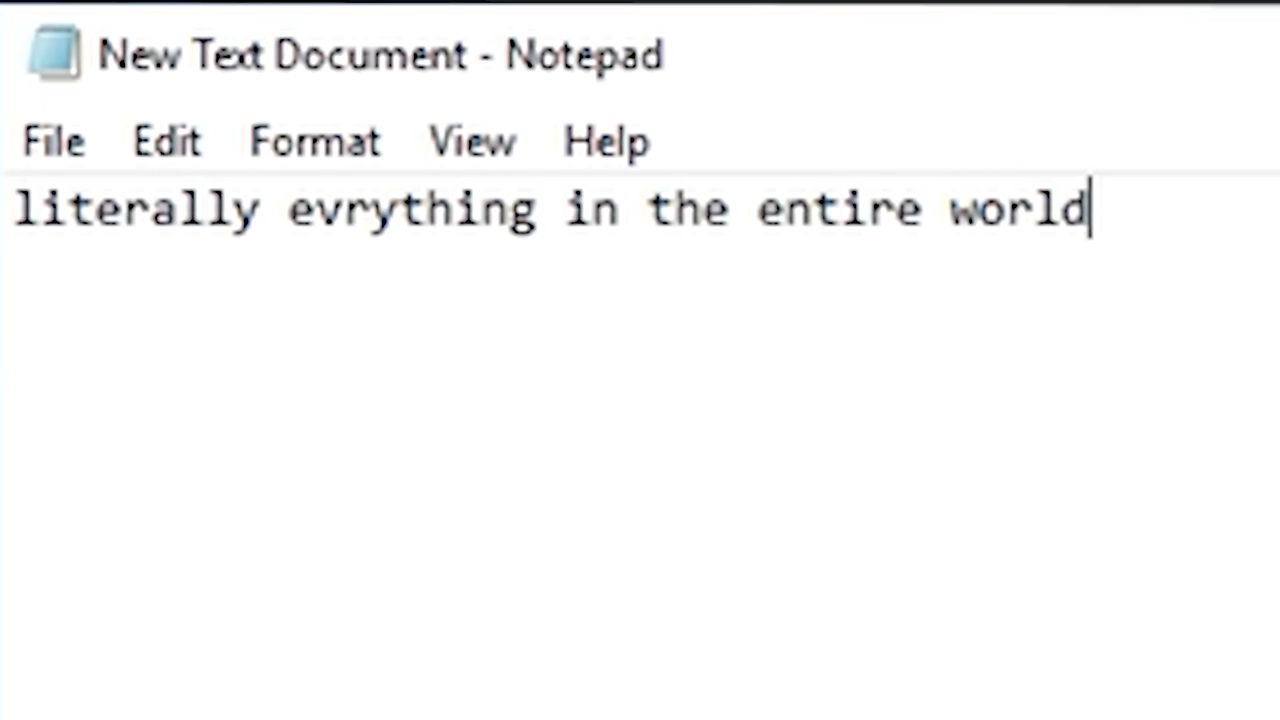 New Text Document - Notepad
File Edit Format View Help
literally evrything in the entire world